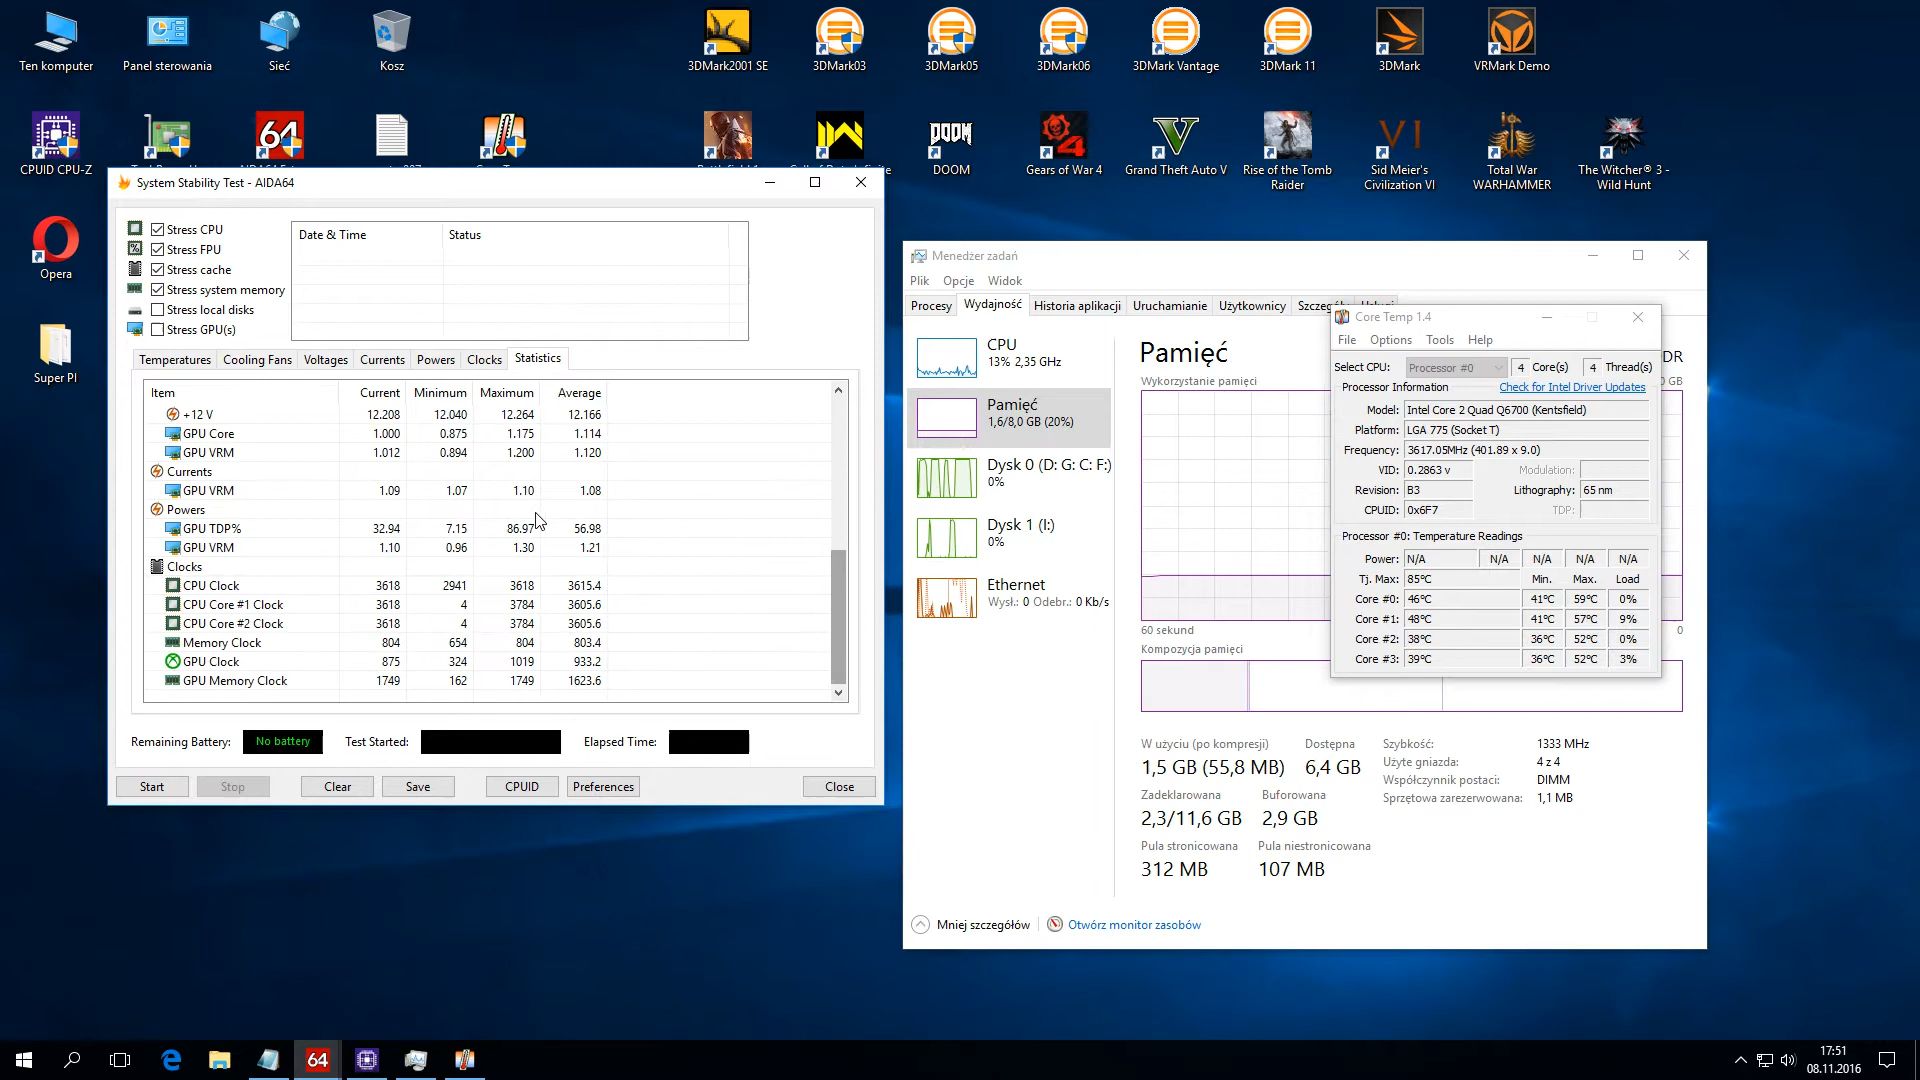 Ten komputer
Panel sterowania
Sieć
Kosz
3DMark2001 SE
3DMark03
3DMark05
3DMark06
3DMark Vantage
3DMark 11
3DMark
VRMark Demo
CPUID CPU-Z
64
DOOM
DOOM
Gears of War 4
Grand Theft Auto V
Rise of the Tomb
Raider
VI
Sid Meier's
Civilization VI
Total War
WARHAMMER
The Witcher® 3 -
Wild Hunt
Opera
Super PI
System Stability Test - AIDA64
Stress CPU
Stress FPU
Stress cache
Stress system memory
Stress local disks
Stress GPU(s)
Date & Time Status
Temperatures Cooling Fans Voltages Currents Powers Clocks Statistics
Item Current Minimum Maximum Average
+12 V 12.208 12.040 12.264 12.166
GPU Core 1.000 0.875 1.175 1.114
GPU VRM 1.012 0.894 1.200 1.120
Currents
GPU VRM 1.09 1.07 1.10 1.08
Powers
GPU TDP% 32.94 7.15 86.97 56.98
GPU VRM 1.10 0.96 1.30 1.21
Clocks
CPU Clock 3618 2941 3618 3615.4
CPU Core #1 Clock 3618 4 3784 3605.6
CPU Core #2 Clock 3618 4 3784 3605.6
Memory Clock 804 654 804 803.4
GPU Clock 875 324 1019 933.2
GPU Memory Clock 1749 162 1749 1623.6
Remaining Battery: No battery Test Started: Elapsed Time:
Start Stop Clear Save CPUID Preferences Close
Menedżer zadań
Plik Opcje Widok
Procesy Wydajność Historia aplikacji Uruchamianie Użytkownicy
CPU
13% 2,35 GHz
Pamięć
1,6/8,0 GB (20%)
Dysk 0 (D: G: C: F:)
0%
Dysk 1 (I:)
0%
Ethernet
Wysł.: 0 Odebr.: 0 Kb/s
Pamięć
DR
Wykorzystanie pamięci
0 GB
60 sekund 0
Kompozycja pamięci
W użyciu (po kompresji) Dostępna
1,5 GB (55,8 MB) 6,4 GB
Zadeklarowana Buforowana
2,3/11,6 GB 2,9 GB
Pula stronicowana Pula niestronicowana
312 MB 107 MB
Szybkość: 1333 MHz
Użyte gniazda: 4 z 4
Współczynnik postaci: DIMM
Sprzętowa zarezerwowana: 1,1 MB
Mniej szczegółów Otwórz monitor zasobów
Core Temp 1.4
File Options Tools Help
Select CPU: Processor #0 4 Core(s) 4 Thread(s)
Processor Information Check for Intel Driver Updates
Model: Intel Core 2 Quad Q6700 (Kentsfield)
Platform: LGA 775 (Socket T)
Frequency: 3617.05MHz (401.89 x 9.0)
VID: 0.2863 v Modulation:
Revision: B3 Lithography: 65 nm
CPUID: 0x6F7 TDP:
Processor #0: Temperature Readings
Power: N/A N/A N/A N/A N/A
Tj. Max: 85°C Min. Max. Load
Core #0: 46°C 41°C 59°C 0%
Core #1: 48°C 41°C 57°C 9%
Core #2: 38°C 36°C 52°C 0%
Core #3: 39°C 36°C 52°C 3%
64
17:51
08.11.2016